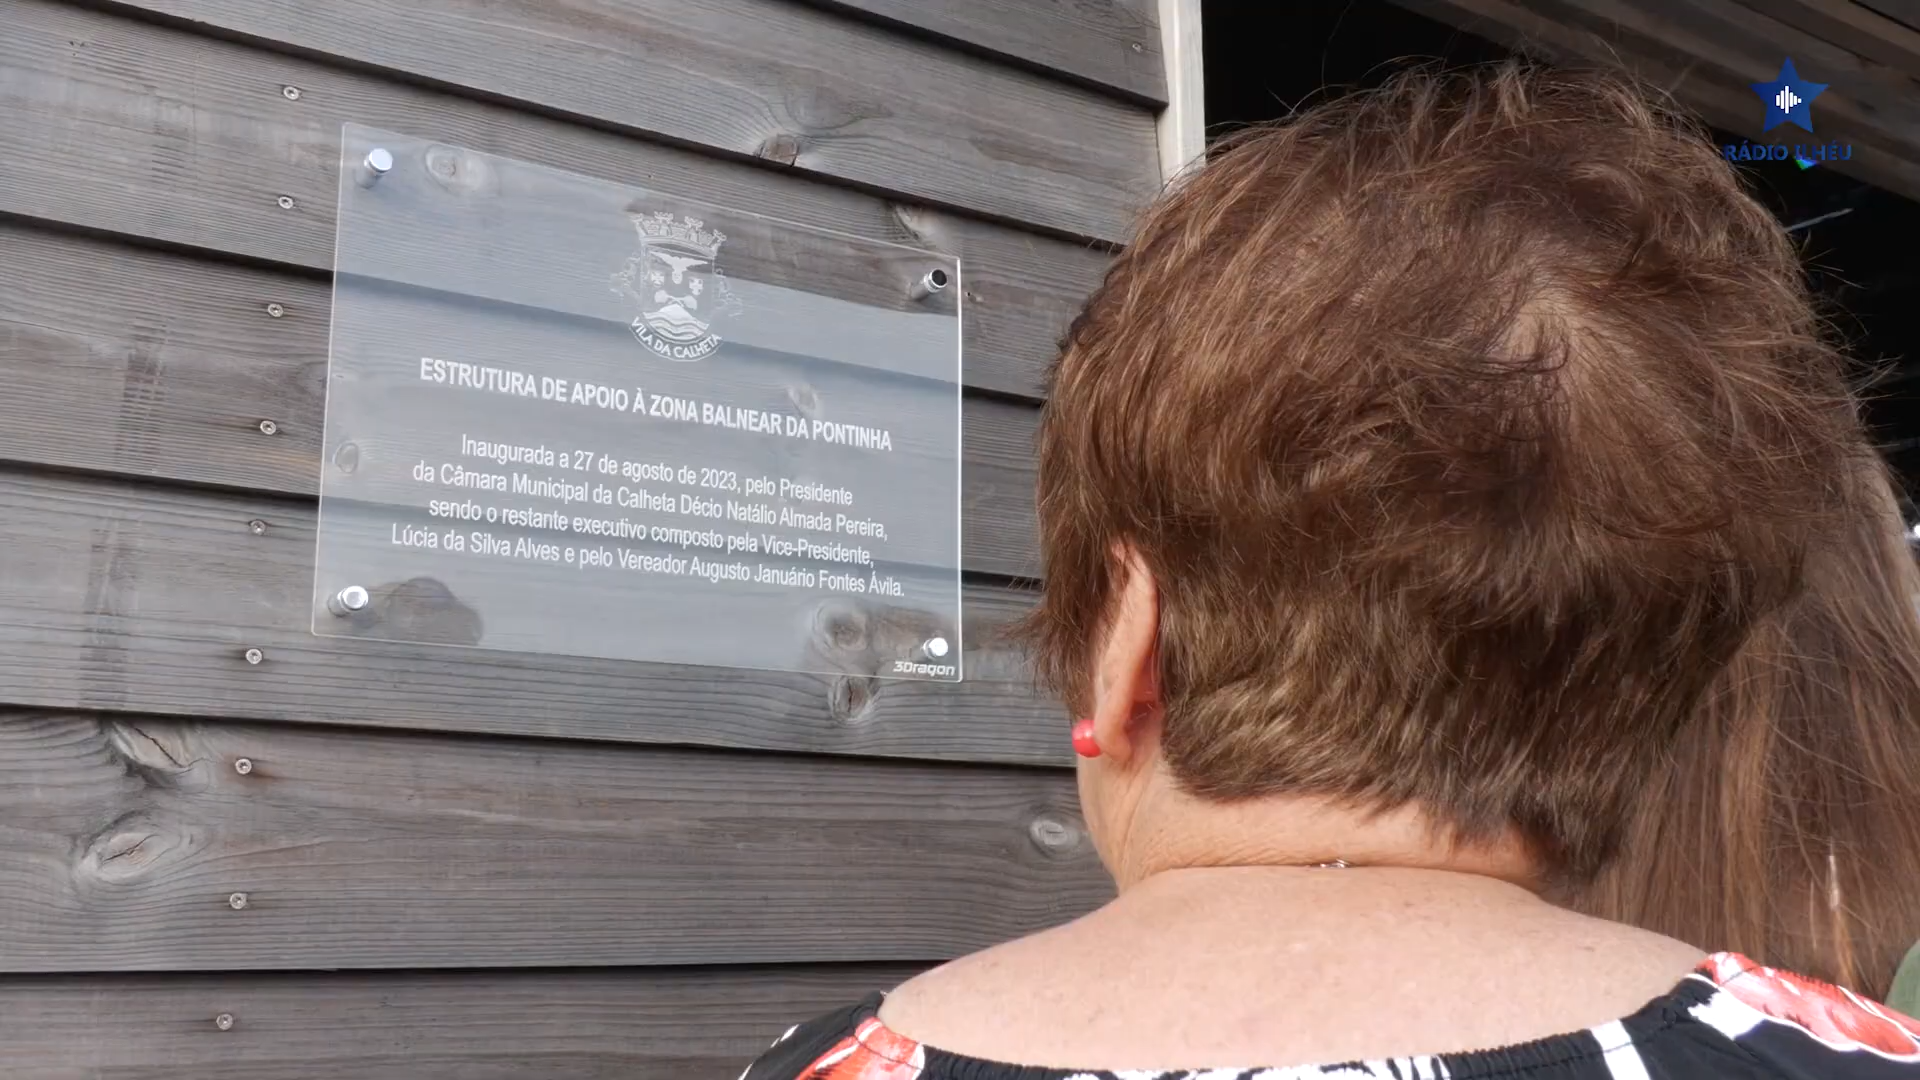 RÁDIO ILHÉU
VILA DA CALHETA
ESTRUTURA DE APOIO À ZONA BALNEAR DA PONTINHA
Inaugurada a 27 de agosto de 2023, pelo Presidente
da Câmara Municipal da Calheta Décio Natálio Almada Pereira,
sendo o restante executivo composto pela Vice-Presidente,
Lúcia da Silva Alves e pelo Vereador Augusto Januário Fontes Ávila.
3Dragon